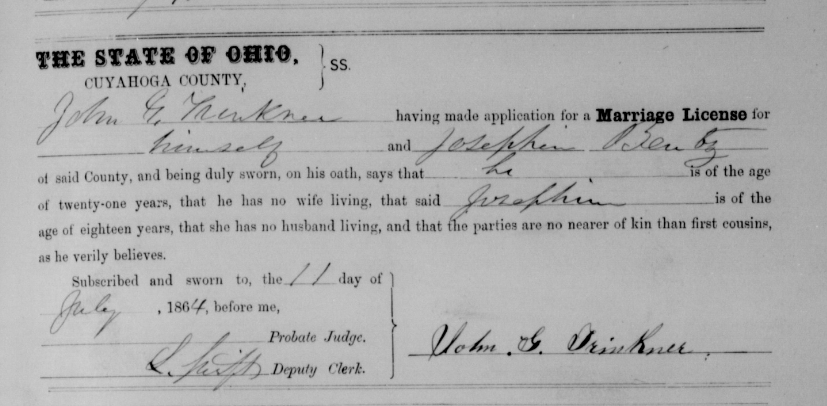 THE STATE OF OHIO, } SS.
CUYAHOGA COUNTY,
John G. Trinkner having made application for a Marriage License for
himself and Josephin Bentz
of said County, and being duly sworn, on his oath, says that he is of the age
of twenty-one years, that he has no wife living, that said Josephin is of the
age of eighteen years, that she has no husband living, and that the parties are no nearer of kin than first cousins,
as he verily believes.
Subscribed and sworn to, the 11 day of
July, 1864, before me,
Probate Judge.
John G. Trinkner.
Deputy Clerk.